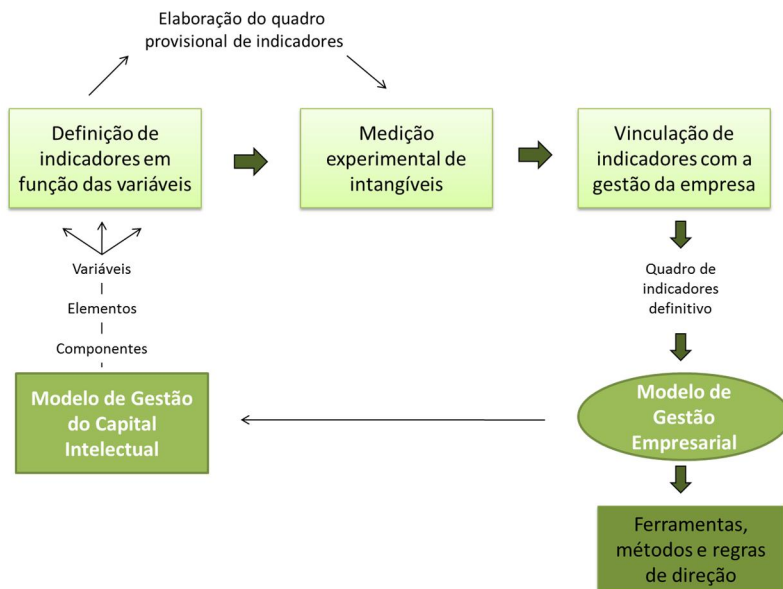 Elaboração do quadro
provisional de indicadores
Definição de
indicadores em
função das variáveis
Medição
experimental de
intangíveis
Vinculação de
indicadores com a
gestão da empresa
Variáveis
Elementos
Componentes
Quadro de
indicadores
definitivo
Modelo de Gestão
do Capital
Intelectual
Modelo de
Gestão
Empresarial
Ferramentas,
métodos e regras
de direção